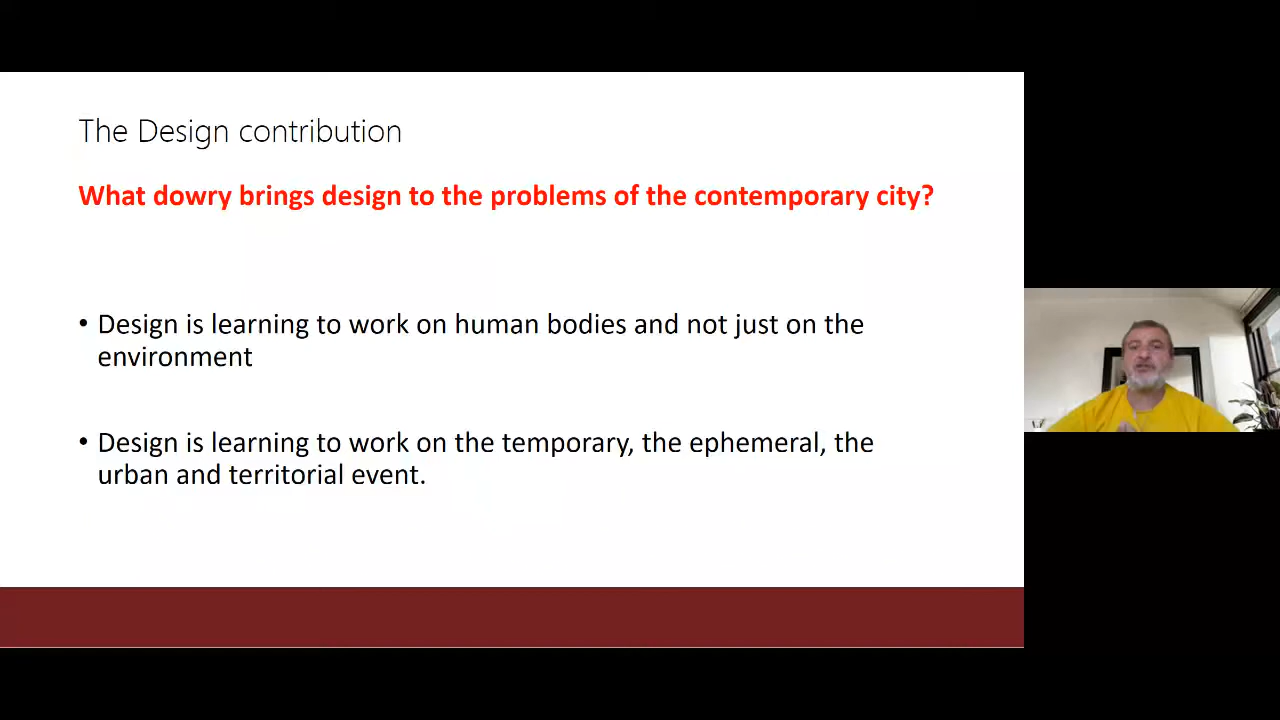 The Design contribution
What dowry brings design to the problems of the contemporary city?
• Design is learning to work on human bodies and not just on the
environment
• Design is learning to work on the temporary, the ephemeral, the
urban and territorial event.